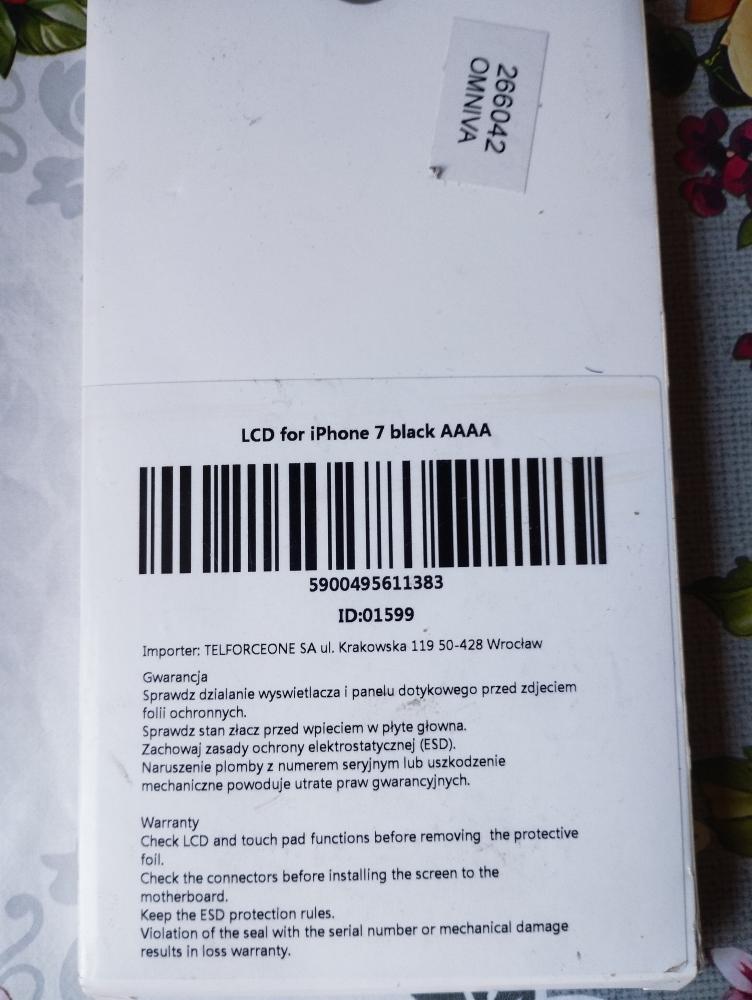 266042
OMNIVA
LCD for iPhone 7 black AAAA
5900495611383
ID:01599
Importer: TELFORCEONE SA ul. Krakowska 119 50-428 Wrocław
Gwarancja
Sprawdz dzialanie wyswietlacza i panelu dotykowego przed zdjeciem
folii ochronnych.
Sprawdz stan złacz przed wpieciem w płyte głowna.
Zachowaj zasady ochrony elektrostatycznej (ESD).
Naruszenie plomby z numerem seryjnym lub uszkodzenie
mechaniczne powoduje utrate praw gwarancyjnych.
Warranty
Check LCD and touch pad functions before removing the protective
foil.
Check the connectors before installing the screen to the
motherboard.
Keep the ESD protection rules.
Violation of the seal with the serial number or mechanical damage
results in loss warranty.